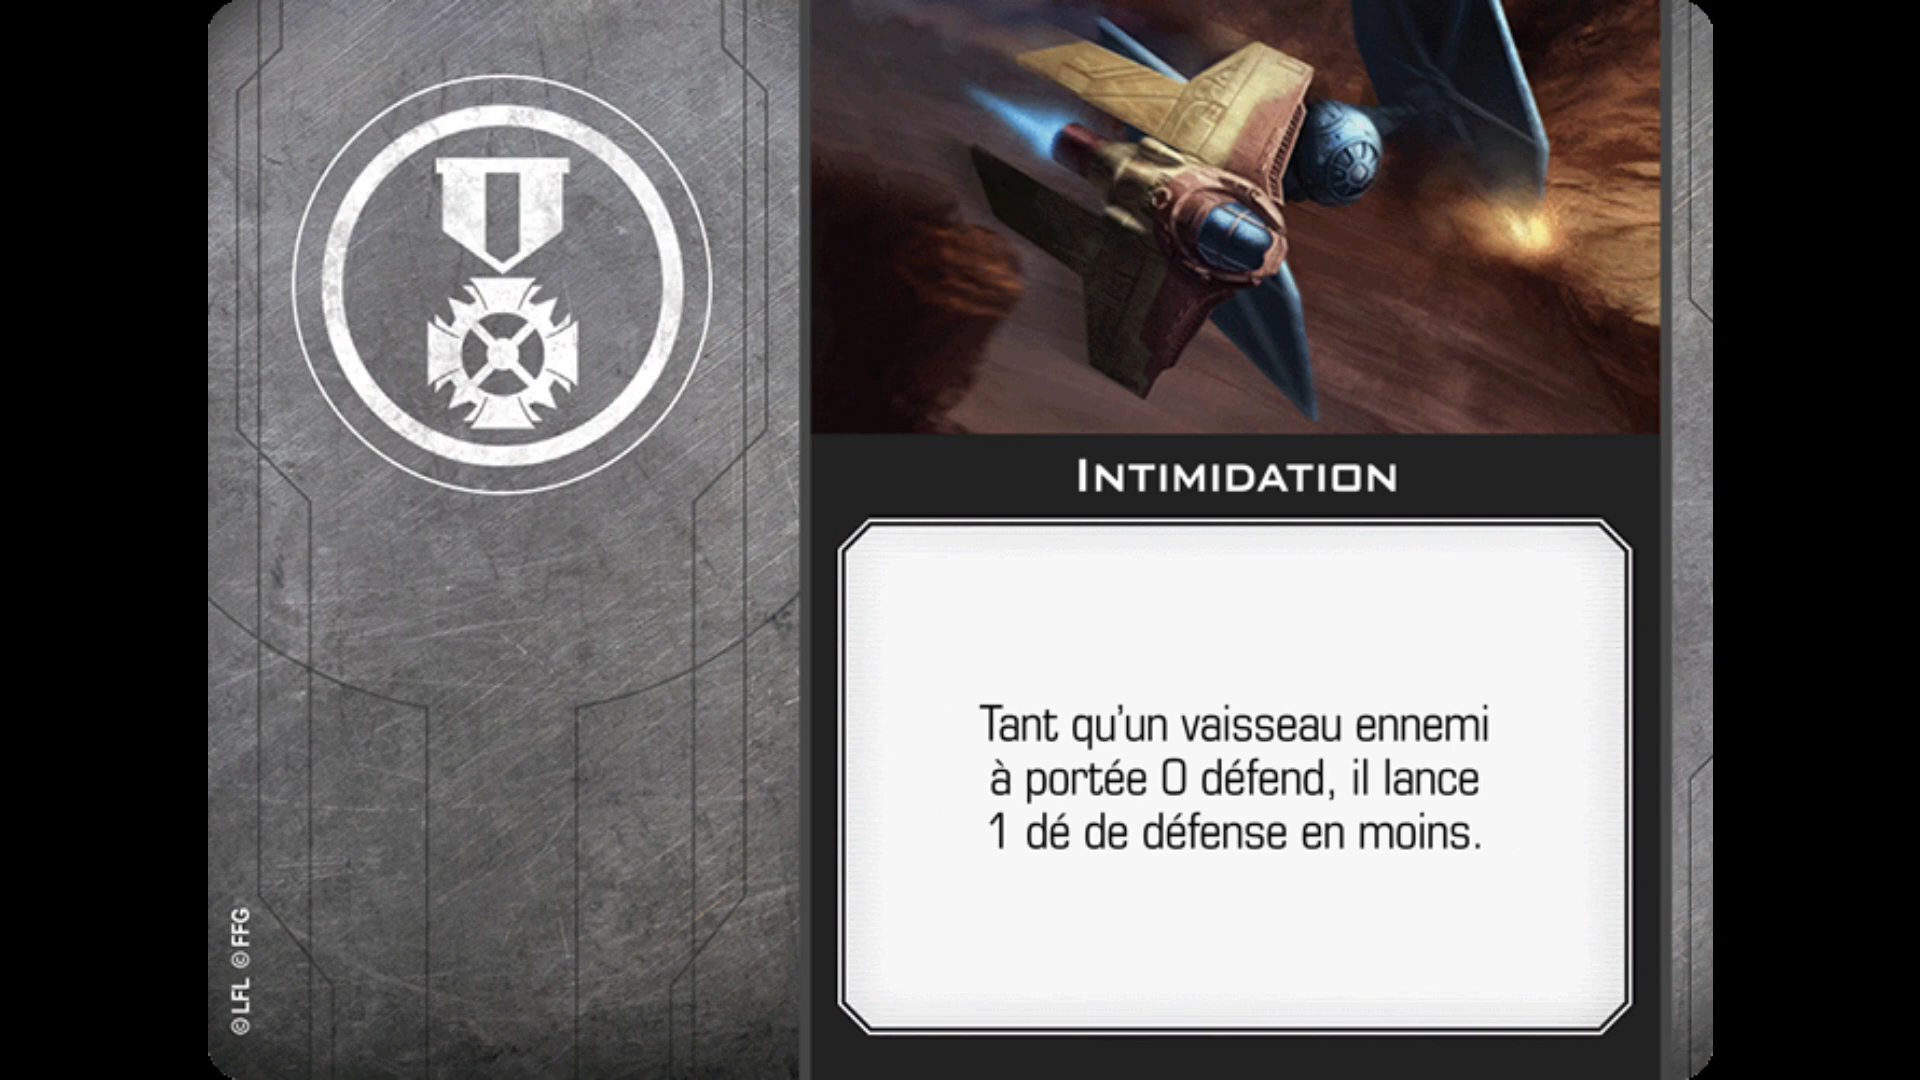 INTIMIDATION
Tant qu'un vaisseau ennemi
à portée 0 défend, il lance
1 dé de défense en moins.
© LFL © FFG